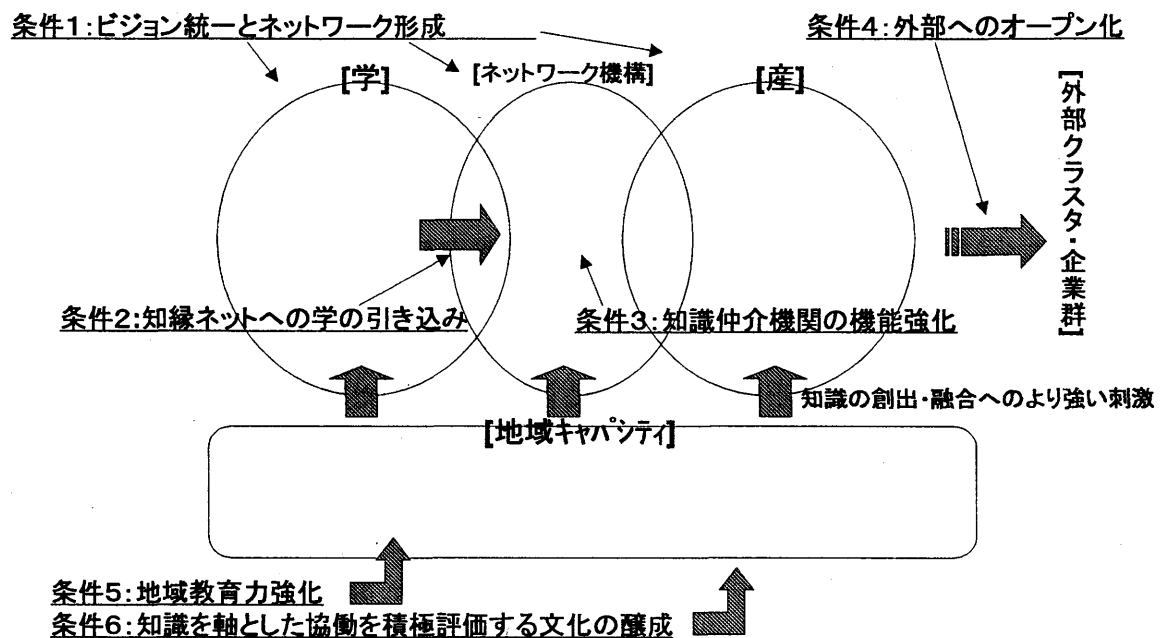 条件1:ビジョン統一とネットワーク形成
条件4:外部へのオープン化
[学]
[ネットワーク機構]
[産]
[外部クラスタ・企業群]
条件2:知縁ネットへの学の引き込み
条件3:知識仲介機関の機能強化
知識の創出・融合へのより強い刺激
[地域キャパシティ]
条件5:地域教育力強化
条件6:知識を軸とした協働を積極評価する文化の醸成